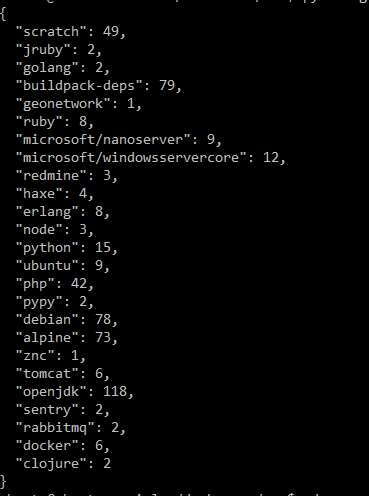 {
"scratch": 49,
"jruby": 2,
"golang": 2,
"buildpack-deps": 79,
"geonetwork": 1,
"ruby": 8,
"microsoft/nanoserver": 9,
"microsoft/windowsservercore": 12,
"redmine": 3,
"haxe": 4,
"erlang": 8,
"node": 3,
"python": 15,
"ubuntu": 9,
"php": 42,
"pypy": 2,
"debian": 78,
"alpine": 73,
"znc": 1,
"tomcat": 6,
"openjdk": 118,
"sentry": 2,
"rabbitmq": 2,
"docker": 6,
"clojure": 2
}